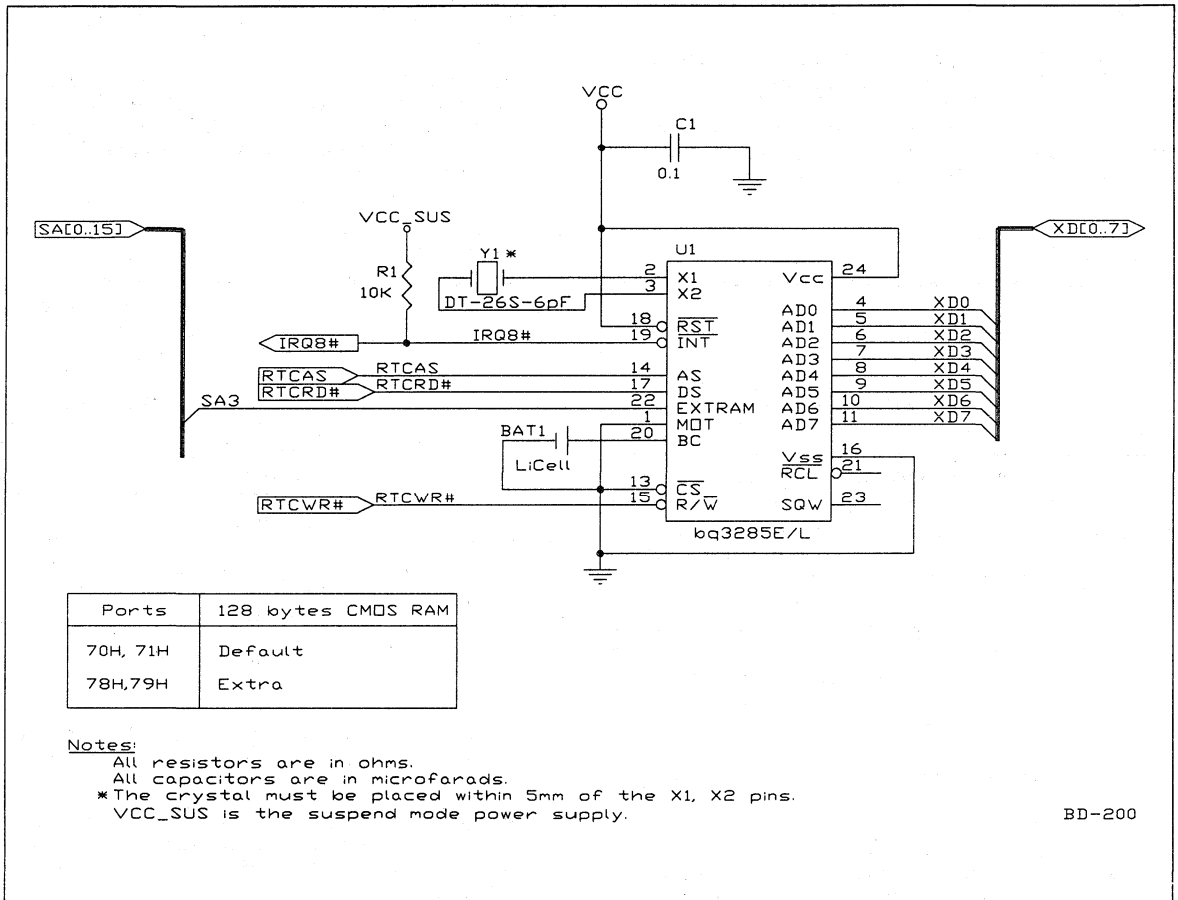 VCC
C1
0.1
SA[0..15]
VCC_SUS
XD[0..7]
R1
10K
Y1 *
DT-26S-6pF
U1
2 X1
3 X2
Vcc 24
18 RST
19 INT
IRQ8#
IRQ8#
AD0 4 XD0
AD1 5 XD1
AD2 6 XD2
AD3 7 XD3
AD4 8 XD4
AD5 9 XD5
AD6 10 XD6
AD7 11 XD7
RTCAS RTCAS 14 AS
RTCRD# RTCRD# 17 DS
SA3 22 EXTRAM
1 MOT
BAT1 20 BC
LiCell
Vss 16
RCL 21
13 CS
RTCWR# RTCWR# 15 R/W
SQW 23
bq3285E/L
Ports 128 bytes CMOS RAM
70H, 71H Default
78H,79H Extra
Notes:
All resistors are in ohms.
All capacitors are in microfarads.
* The crystal must be placed within 5mm of the X1, X2 pins.
VCC_SUS is the suspend mode power supply.
BD-200